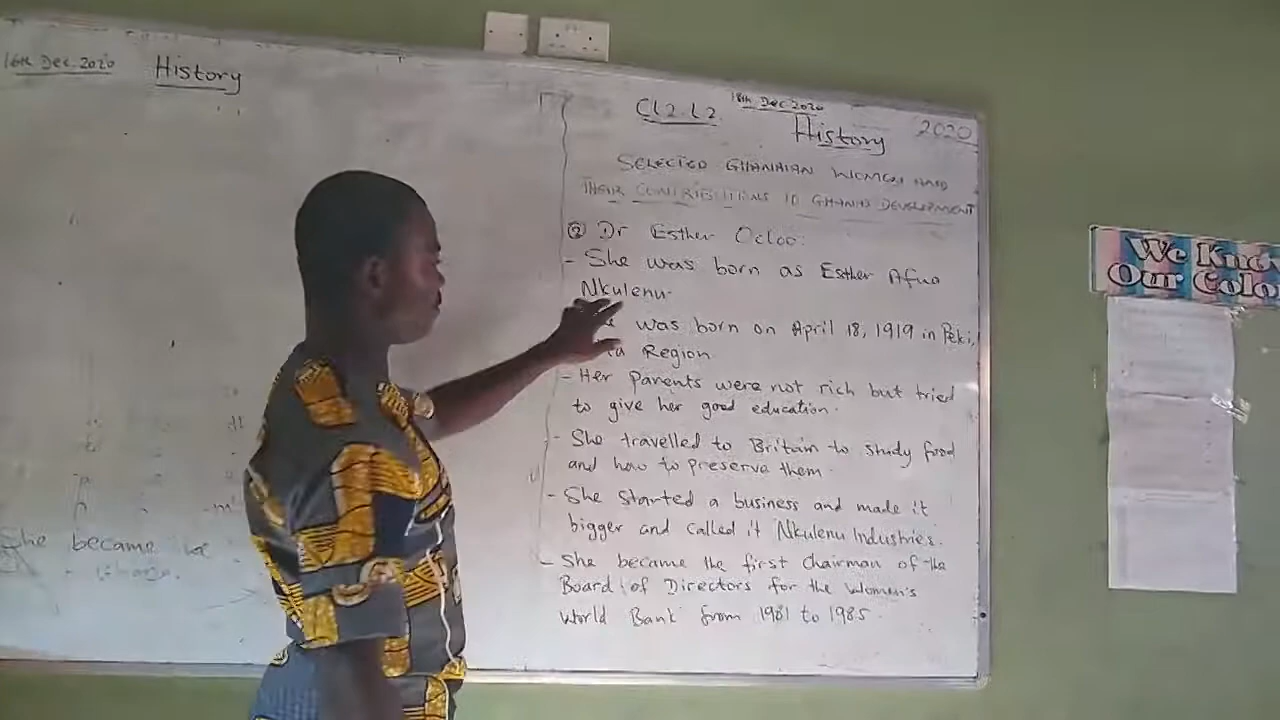 16th Dec. 2020
History
She became
Cl2.L2
18th Dec 2020
History
2020
SELECTED GHANAIAN WOMEN AND
THEIR CONTRIBUTIONS TO GHANA'S DEVELOPMENT
② Dr Esther Ocloo:
- She was born as Esther Afua
Nkulenu.
was born on April 18, 1919 in Peki,
Region.
- Her parents were not rich but tried
to give her good education.
- She travelled to Britain to study food
and how to preserve them.
- She started a business and made it
bigger and called it Nkulenu Industries.
- She became the first Chairman of the
Board of Directors for the Women's
World Bank from 1981 to 1985.
We Know
Our Colo